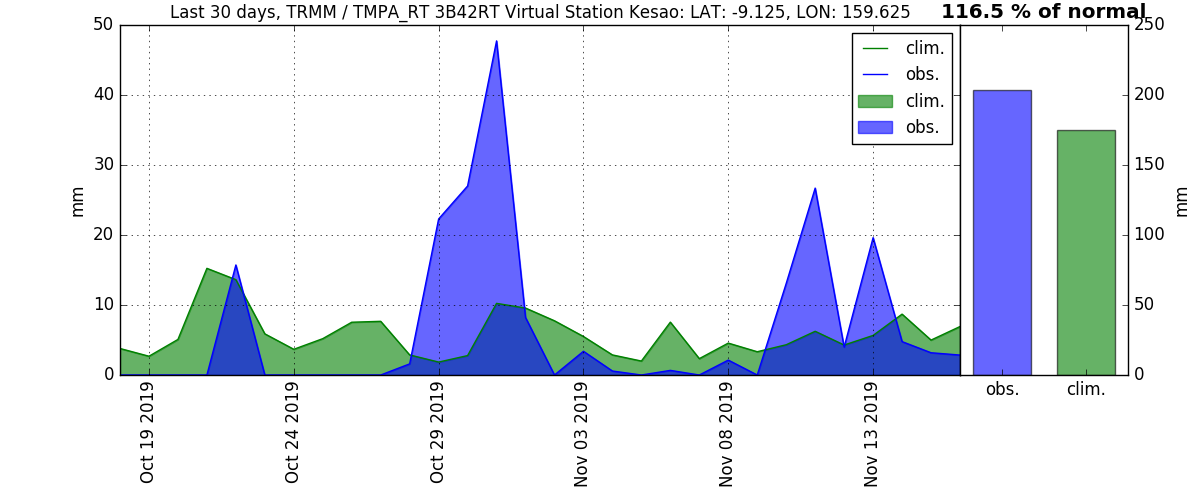 Last 30 days, TRMM / TMPA_RT 3B42RT Virtual Station Kesao: LAT: -9.125, LON: 159.625
116.5 % of normal
50
40
30
20
10
0
mm
clim.
obs.
clim.
obs.
250
200
150
100
50
0
mm
Oct 19 2019
Oct 24 2019
Oct 29 2019
Nov 03 2019
Nov 08 2019
Nov 13 2019
obs.
clim.